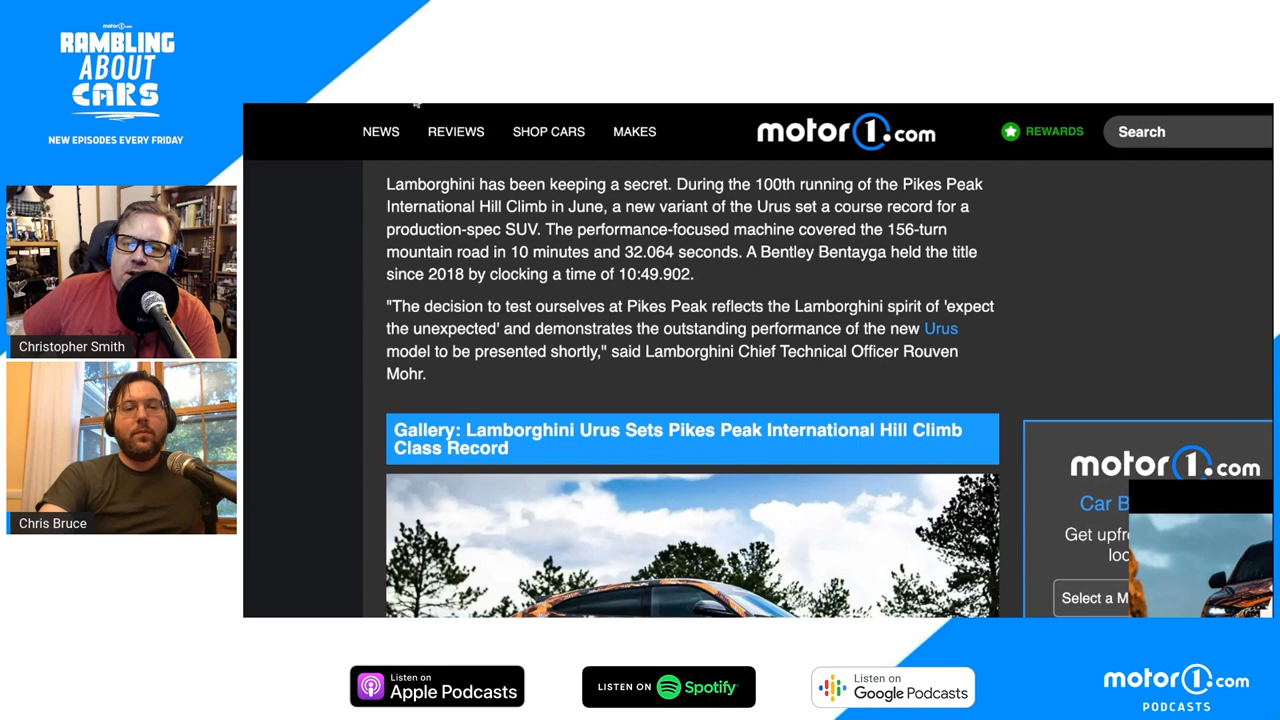 motor1.com
RAMBLING
ABOUT
CARS
NEW EPISODES EVERY FRIDAY
Christopher Smith
Chris Bruce
NEWS REVIEWS SHOP CARS MAKES motor1.com REWARDS Search
Lamborghini has been keeping a secret. During the 100th running of the Pikes Peak
International Hill Climb in June, a new variant of the Urus set a course record for a
production-spec SUV. The performance-focused machine covered the 156-turn
mountain road in 10 minutes and 32.064 seconds. A Bentley Bentayga held the title
since 2018 by clocking a time of 10:49.902.
"The decision to test ourselves at Pikes Peak reflects the Lamborghini spirit of 'expect
the unexpected' and demonstrates the outstanding performance of the new Urus
model to be presented shortly," said Lamborghini Chief Technical Officer Rouven
Mohr.
Gallery: Lamborghini Urus Sets Pikes Peak International Hill Climb
Class Record
motor1.com
Car B
Get upfr
loc
Select a M
Listen on
Apple Podcasts
LISTEN ON Spotify
Listen on
Google Podcasts
motor1.com
PODCASTS